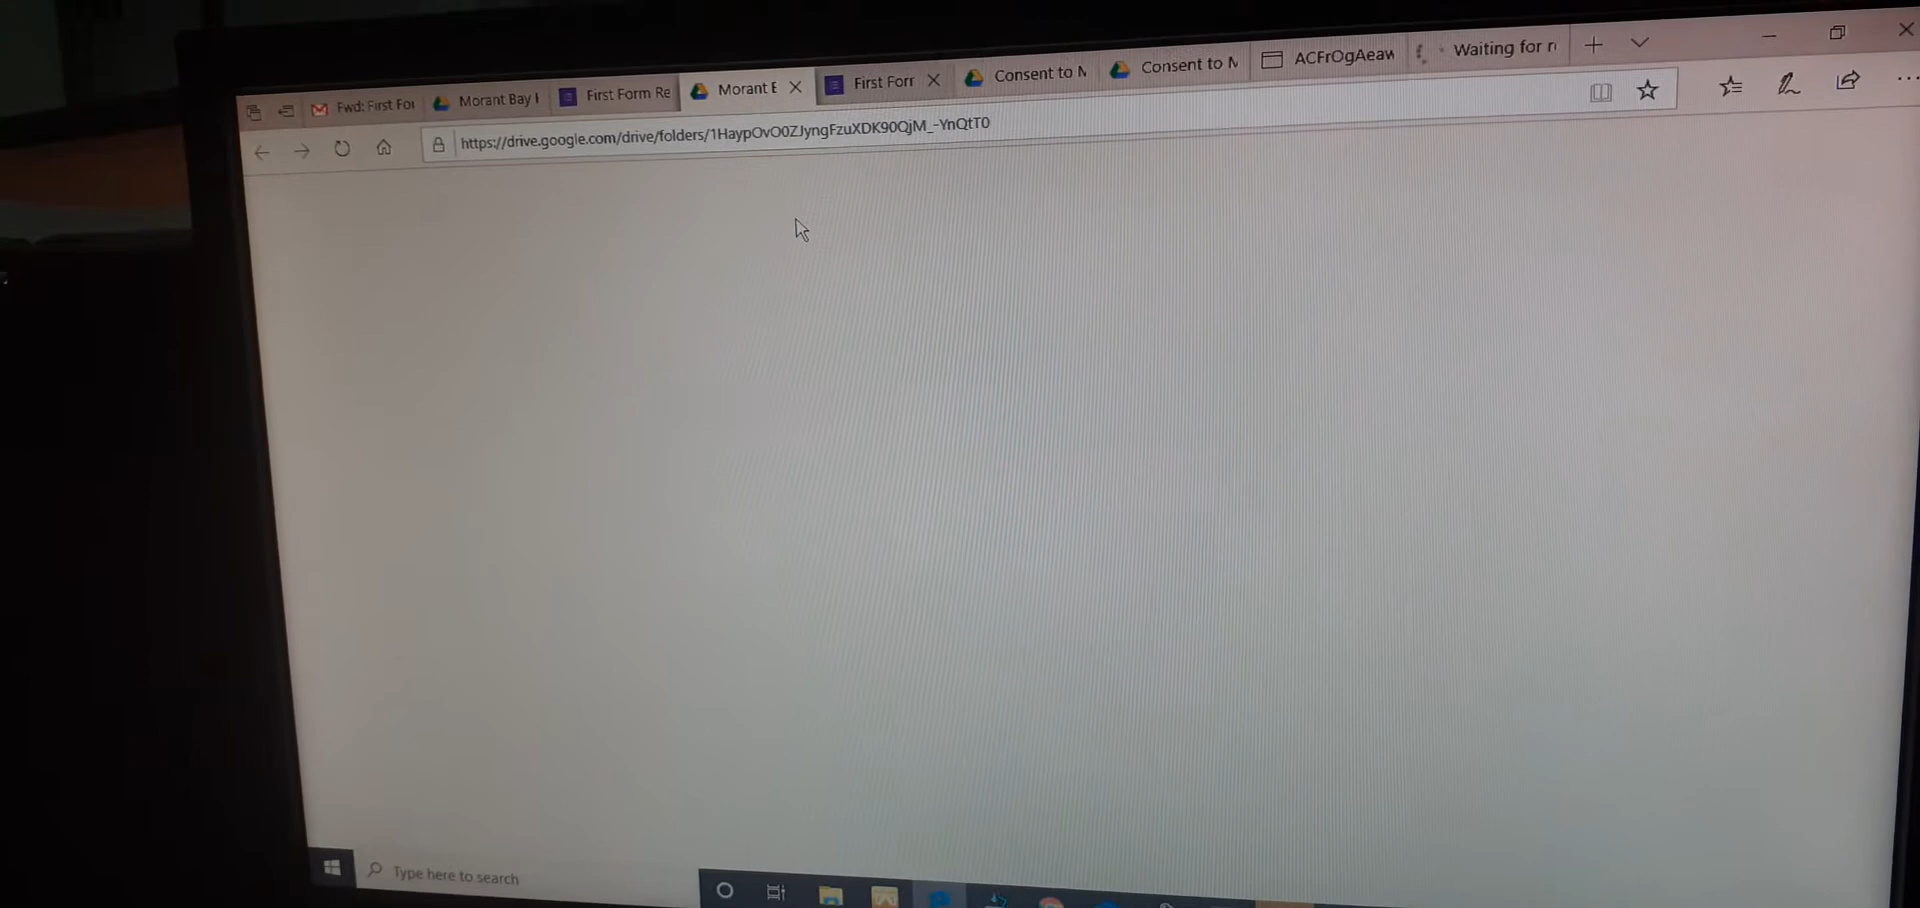 Fwd: First For
Morant Bay H
First Form Re
Morant B
First Forr
Consent to M
Consent to M
ACFrOgAeaw
Waiting for r
https://drive.google.com/drive/folders/1HaypOvO0ZJyngFzuXDK90QjM_-YnQtT0
Type here to search